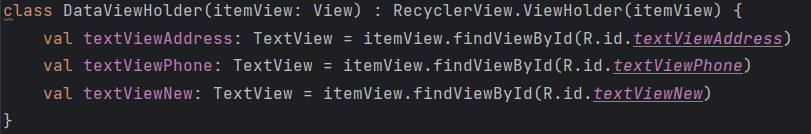 class DataViewHolder(itemView: View) : RecyclerView.ViewHolder(itemView) {
    val textViewAddress: TextView = itemView.findViewById(R.id.textViewAddress)
    val textViewPhone: TextView = itemView.findViewById(R.id.textViewPhone)
    val textViewNew: TextView = itemView.findViewById(R.id.textViewNew)
}